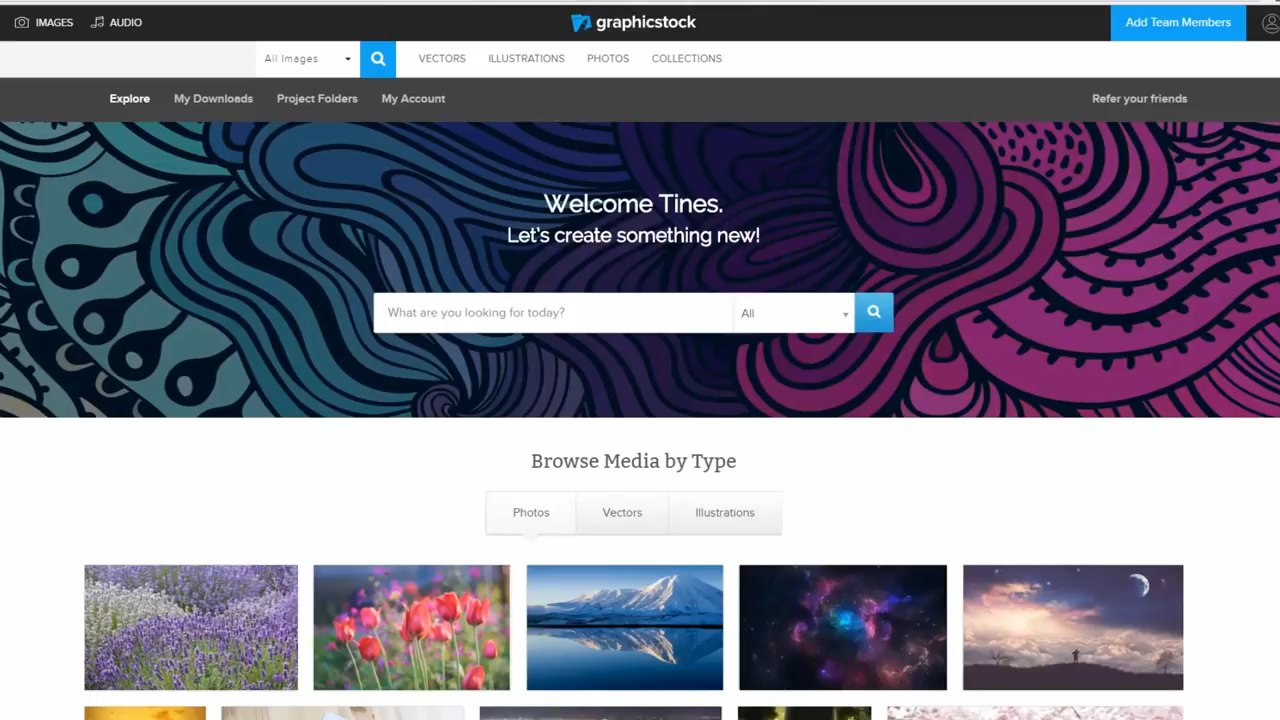 IMAGES AUDIO graphicstock Add Team Members
All Images VECTORS ILLUSTRATIONS PHOTOS COLLECTIONS
Explore My Downloads Project Folders My Account Refer your friends
Welcome Tines.
Let's create something new!
What are you looking for today? All
Browse Media by Type
Photos Vectors Illustrations